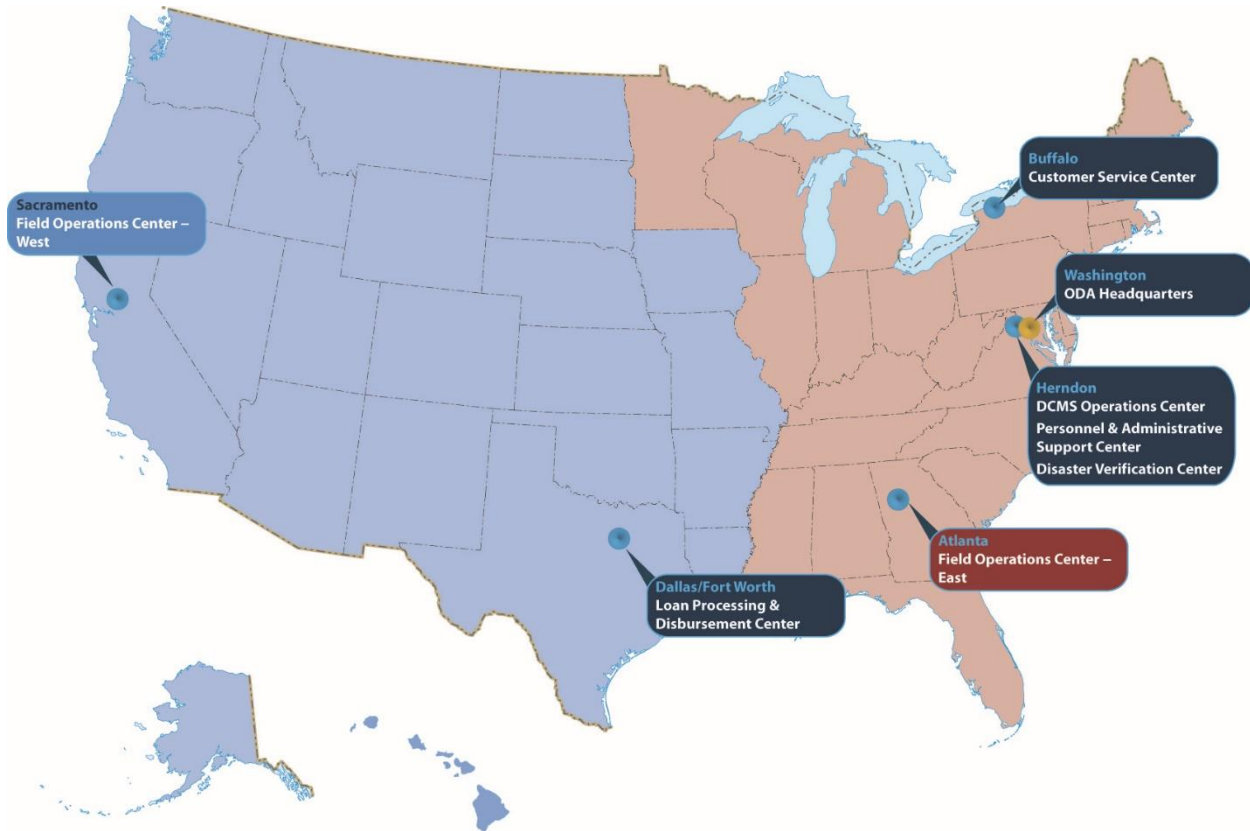 Buffalo
Customer Service Center
Sacramento
Field Operations Center –
West
Washington
ODA Headquarters
Herndon
DCMS Operations Center
Personnel & Administrative
Support Center
Disaster Verification Center
Atlanta
Field Operations Center –
East
Dallas/Fort Worth
Loan Processing &
Disbursement Center